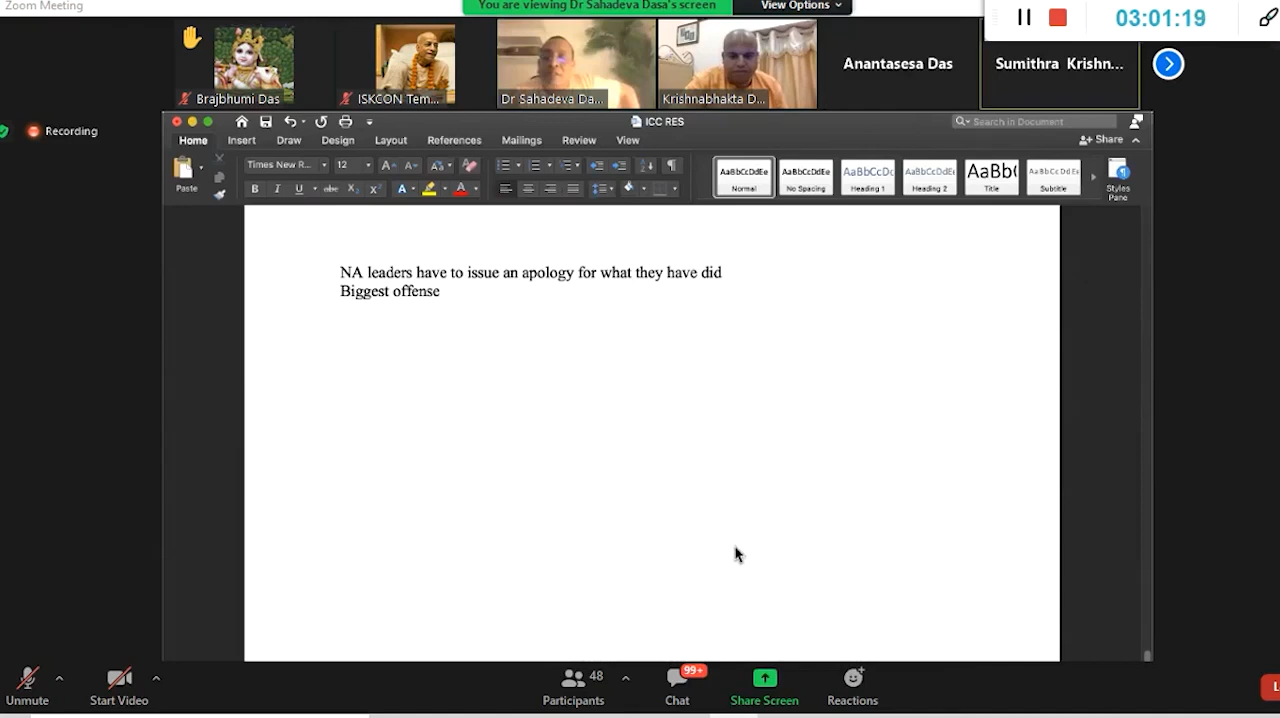 Zoom Meeting
You are viewing Dr Sahadeva Dasa's screen
View Options
03:01:19
Brajbhumi Das
ISKCON Tem...
Dr Sahadeva Da...
Krishnabhakta D...
Anantasesa Das
Sumithra Krishn...
Recording
ICC RES
Search in Document
Home Insert Draw Design Layout References Mailings Review View
Share
Paste
Times New R... 12
AaBbCcDdEe AaBbCcDdEe AaBbCcDc AaBbCcDdEe AaBb( AaBbCcDdEe
Normal No Spacing Heading 1 Heading 2 Title Subtitle
Styles
Pane
B I U abc X₂ X² A A
NA leaders have to issue an apology for what they have did
Biggest offense
Unmute
Start Video
48
Participants
99+
Chat
Share Screen
Reactions
L